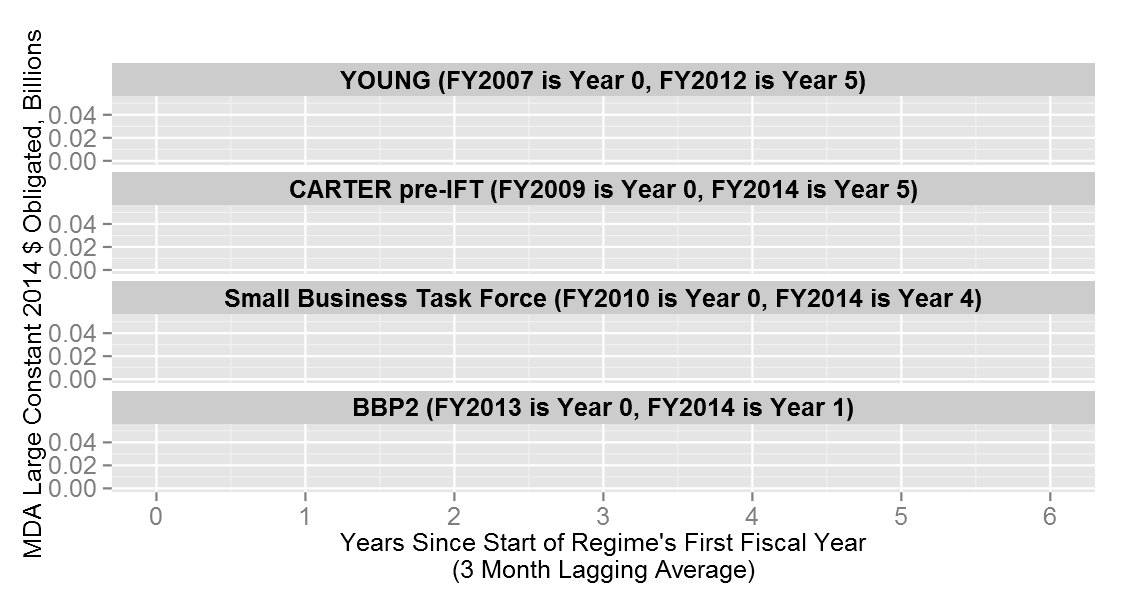 MDA Large Constant 2014 $ Obligated, Billions
YOUNG (FY2007 is Year 0, FY2012 is Year 5)
0.04
0.02
0.00
CARTER pre-IFT (FY2009 is Year 0, FY2014 is Year 5)
0.04
0.02
0.00
Small Business Task Force (FY2010 is Year 0, FY2014 is Year 4)
0.04
0.02
0.00
BBP2 (FY2013 is Year 0, FY2014 is Year 1)
0.04
0.02
0.00
0 1 2 3 4 5 6
Years Since Start of Regime's First Fiscal Year
(3 Month Lagging Average)